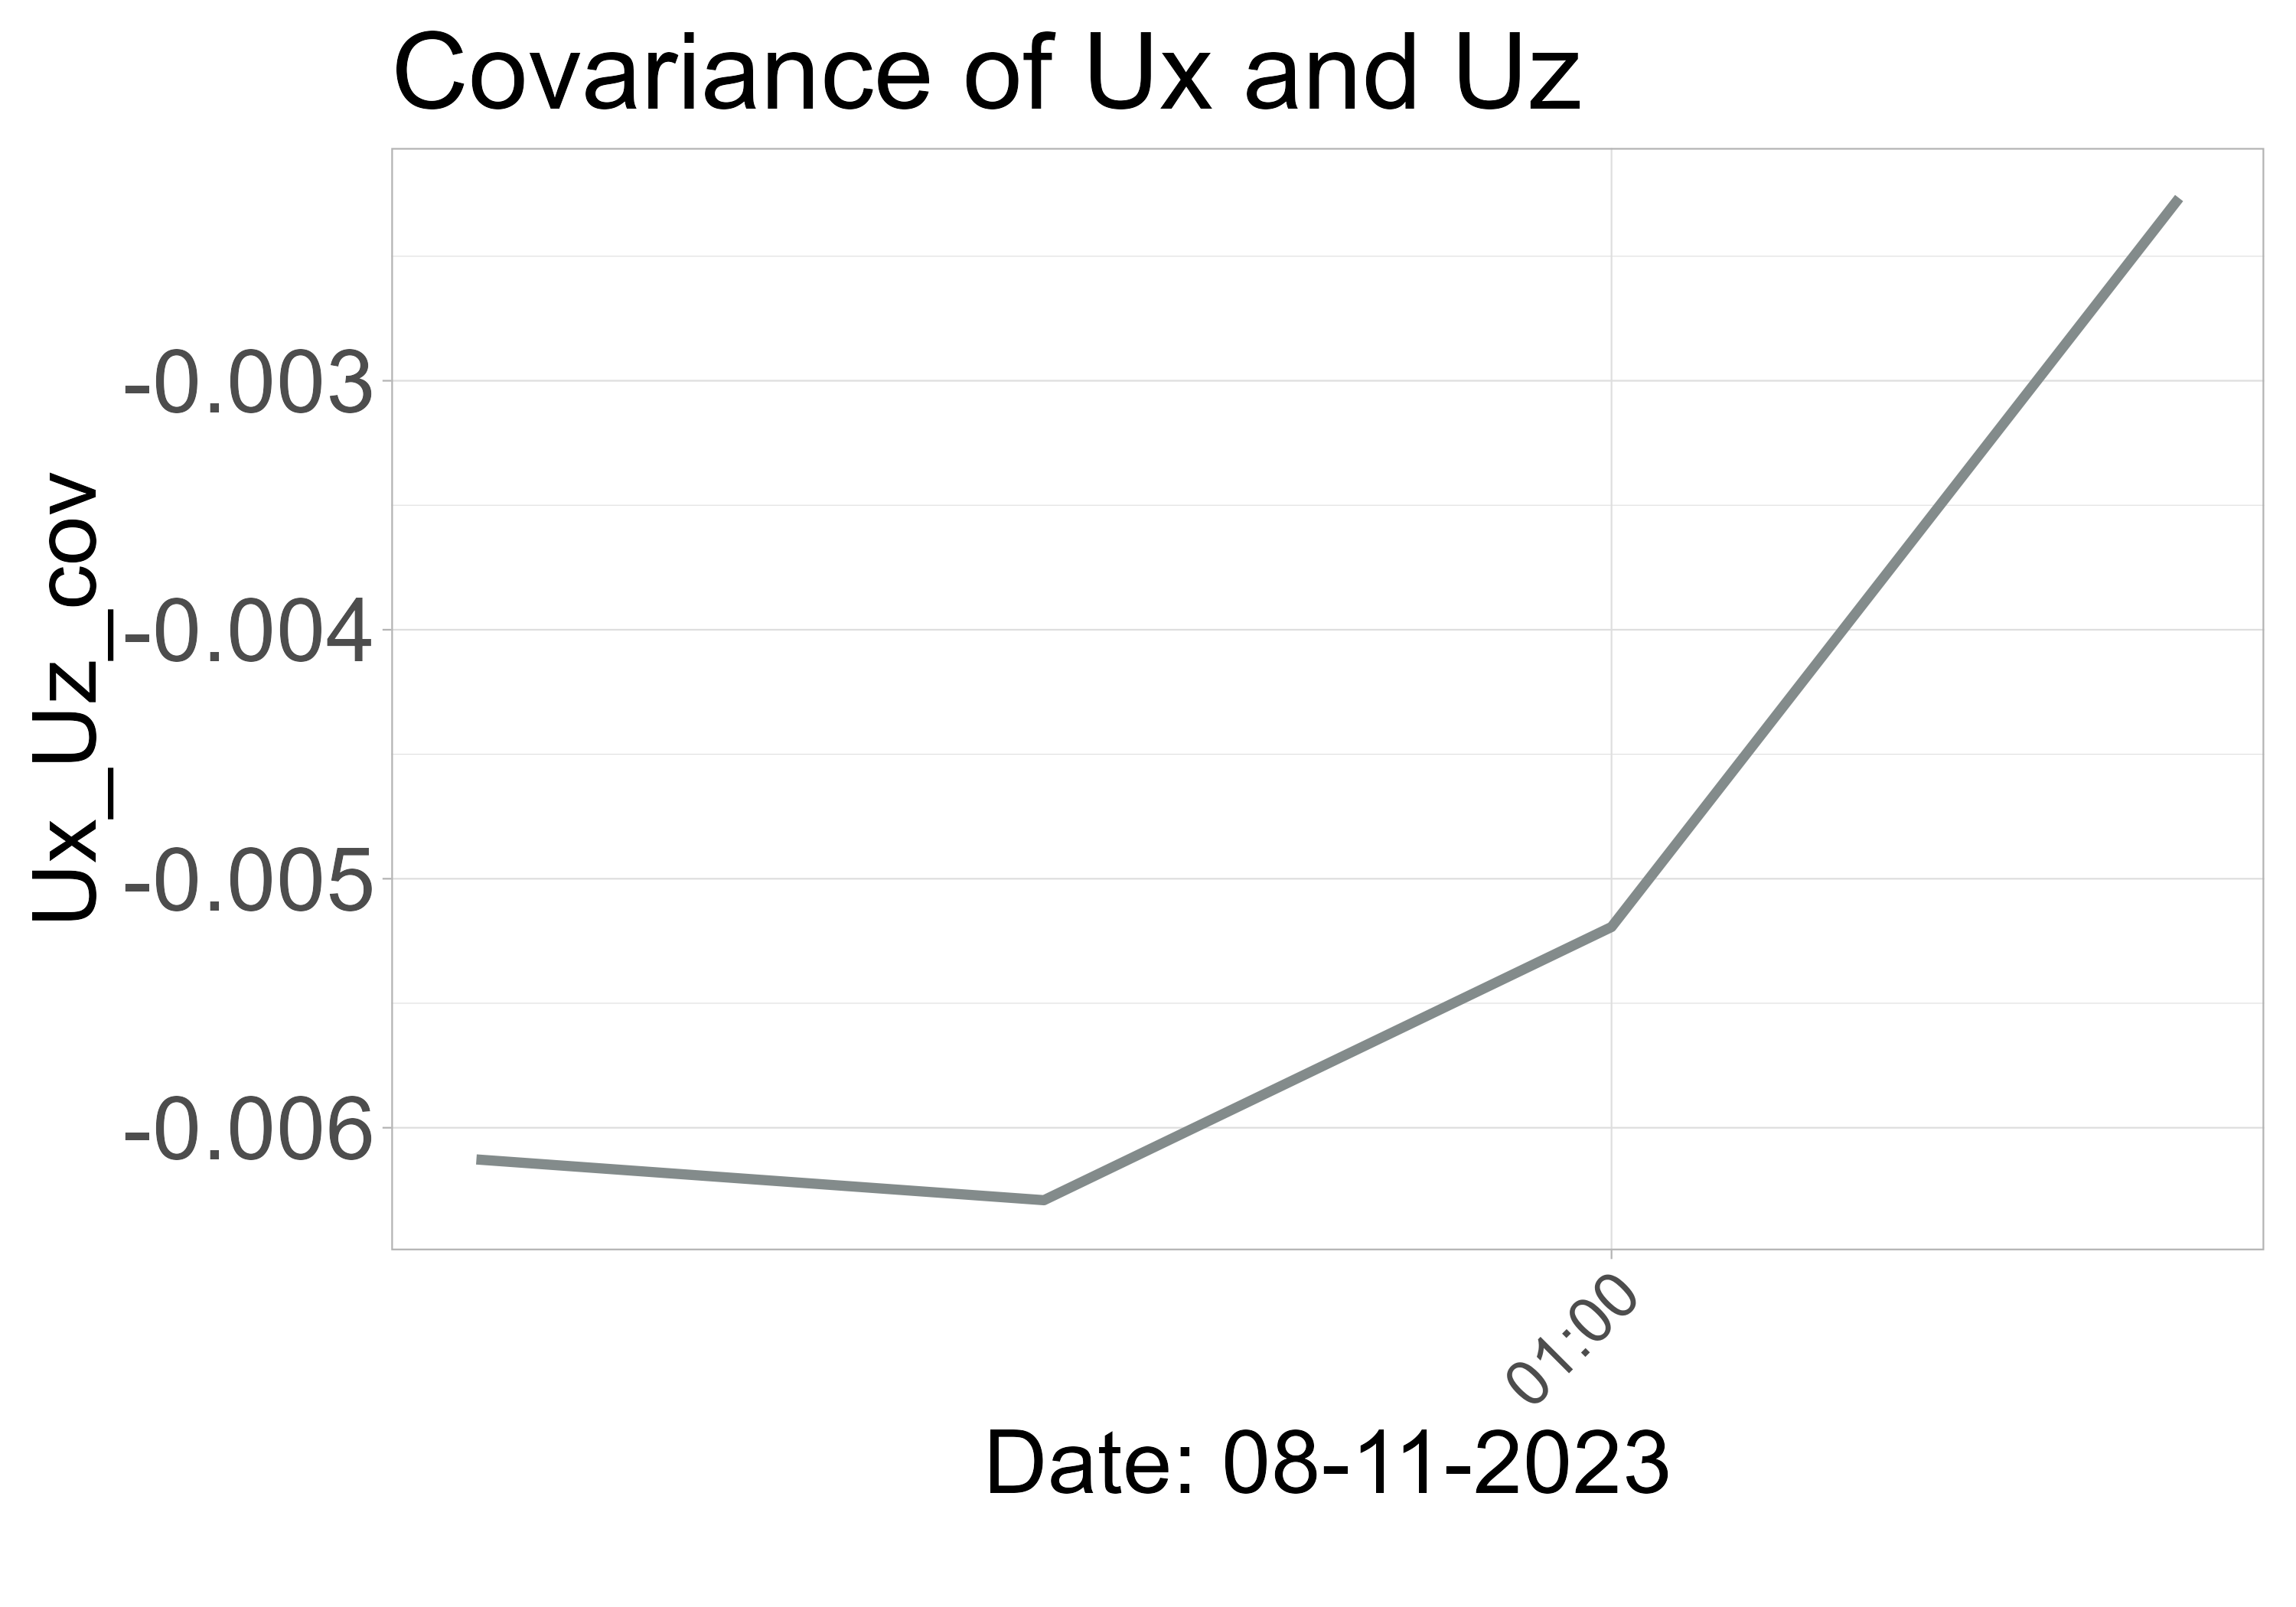 Covariance of Ux and Uz
Ux_Uz_cov
-0.003
-0.004
-0.005
-0.006
01:00
Date: 08-11-2023